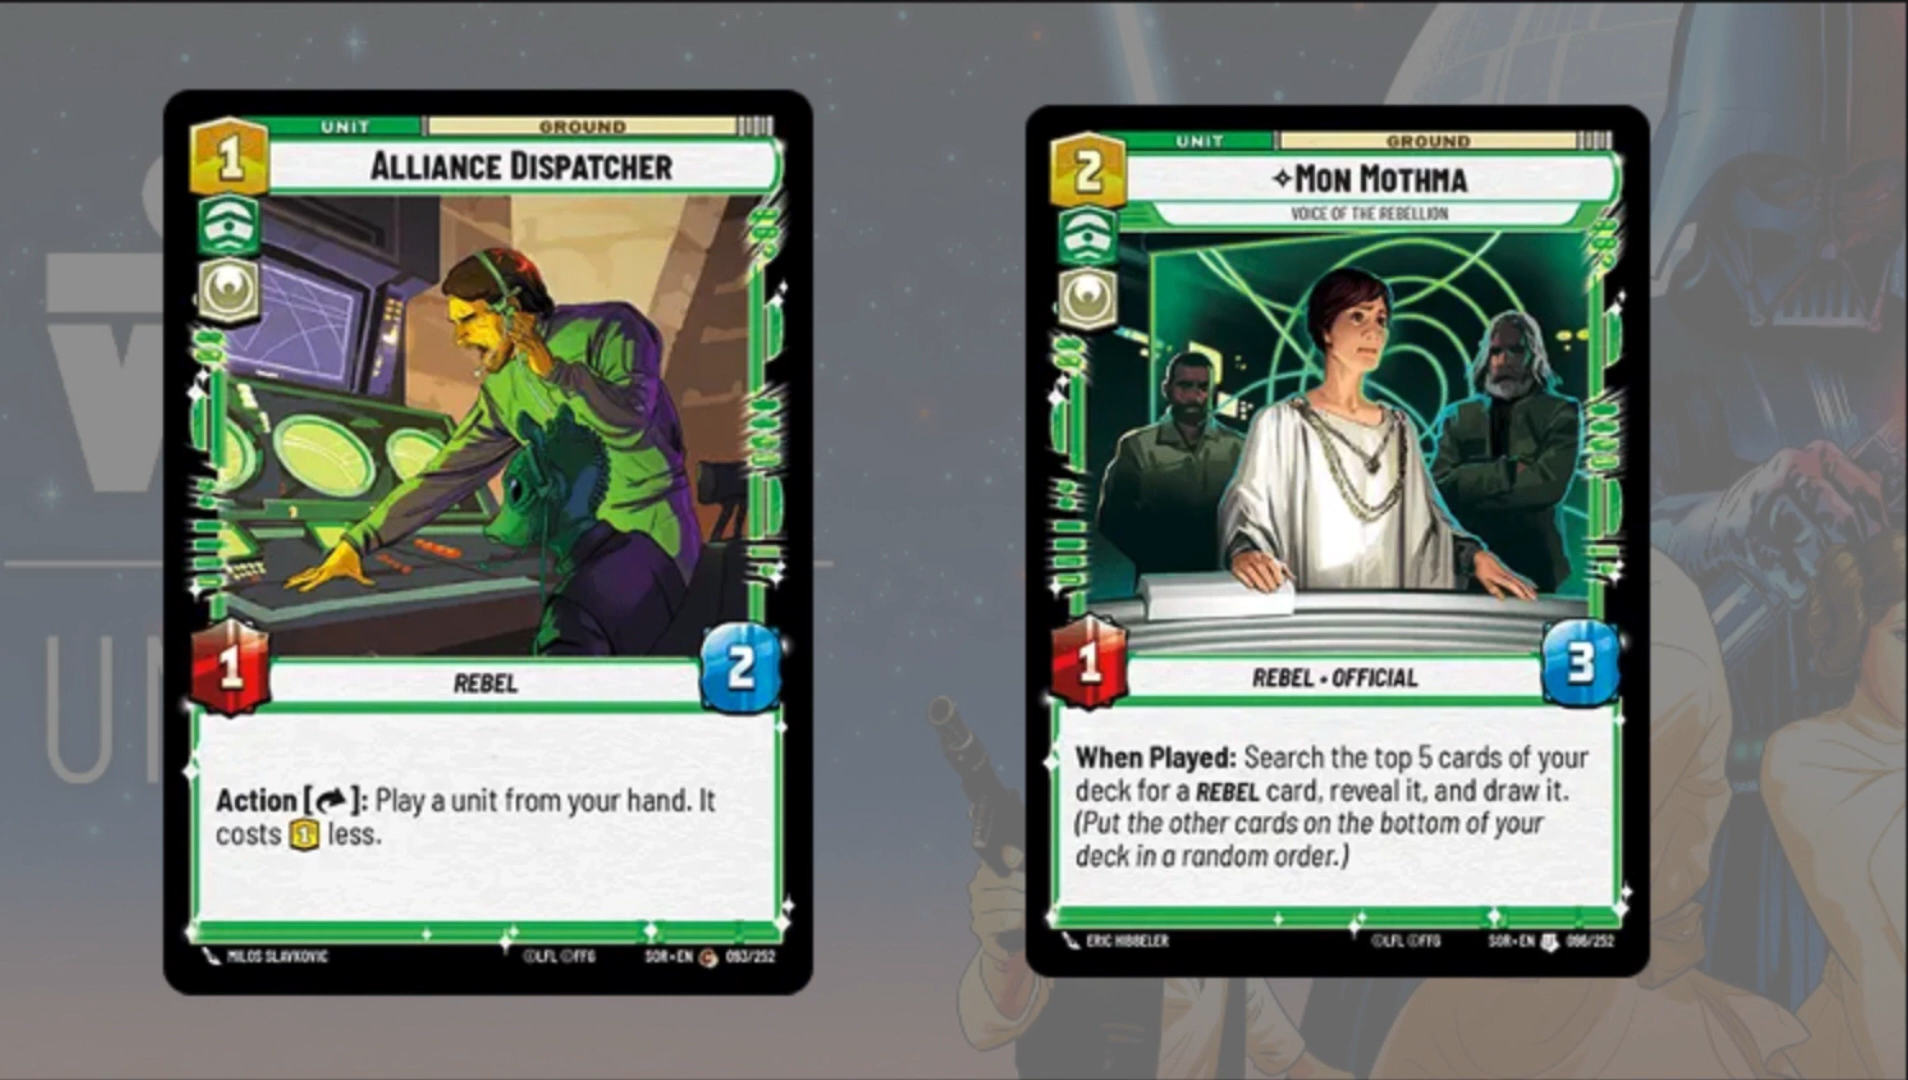 UNIT
GROUND
1
ALLIANCE DISPATCHER
1
2
REBEL
Action [ ]: Play a unit from your hand. It
costs 1 less.
MILOS SLAVKOVIC
©LFL ©FFG
SOR•EN C 093/252
UNIT
GROUND
2
MON MOTHMA
VOICE OF THE REBELLION
1
3
REBEL • OFFICIAL
When Played: Search the top 5 cards of your
deck for a REBEL card, reveal it, and draw it.
(Put the other cards on the bottom of your
deck in a random order.)
ERIC HIBBELER
©LFL ©FFG
SOR•EN U 096/252